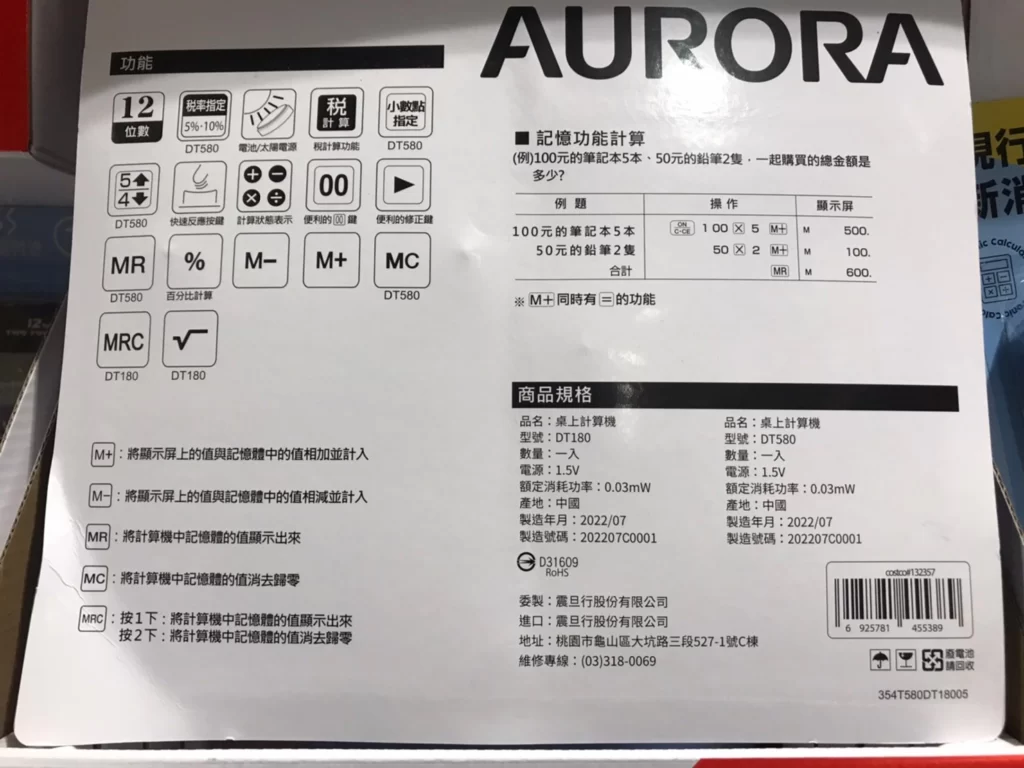 AURORA
功能
12
位數
稅率指定
5%·10%
DT580
電池/太陽電源
稅
計算
稅計算功能
小數點
指定
DT580
5
4
DT580
快速反應按鍵
計算狀態表示
00
便利的00鍵
便利的修正鍵
MR
DT580
%
百分比計算
M-
M+
MC
DT580
MRC
DT180
√
DT180
M+:將顯示屏上的值與記憶體中的值相加並計入
M-:將顯示屏上的值與記憶體中的值相減並計入
MR:將計算機中記憶體的值顯示出來
MC:將計算機中記憶體的值消去歸零
MRC:按1下:將計算機中記憶體的值顯示出來
按2下:將計算機中記憶體的值消去歸零
■ 記憶功能計算
(例)100元的筆記本5本、50元的鉛筆2隻,一起購買的總金額是
多少?
例題 操作 顯示屏
100元的筆記本5本 ON C·CE 100 × 5 M+ M 500.
50元的鉛筆2隻 50 × 2 M+ M 100.
合計 MR M 600.
※ M+ 同時有 = 的功能
商品規格
品名:桌上計算機
型號:DT180
數量:一入
電源:1.5V
額定消耗功率:0.03mW
產地:中國
製造年月:2022/07
製造號碼:202207C0001
品名:桌上計算機
型號:DT580
數量:一入
電源:1.5V
額定消耗功率:0.03mW
產地:中國
製造年月:2022/07
製造號碼:202207C0001
D31609
RoHS
委製:震旦行股份有限公司
進口:震旦行股份有限公司
地址:桃園市龜山區大坑路三段527-1號C棟
維修專線:(03)318-0069
costco#132357
6 925781 455389
廢電池
請回收
354T580DT18005
現行
新消